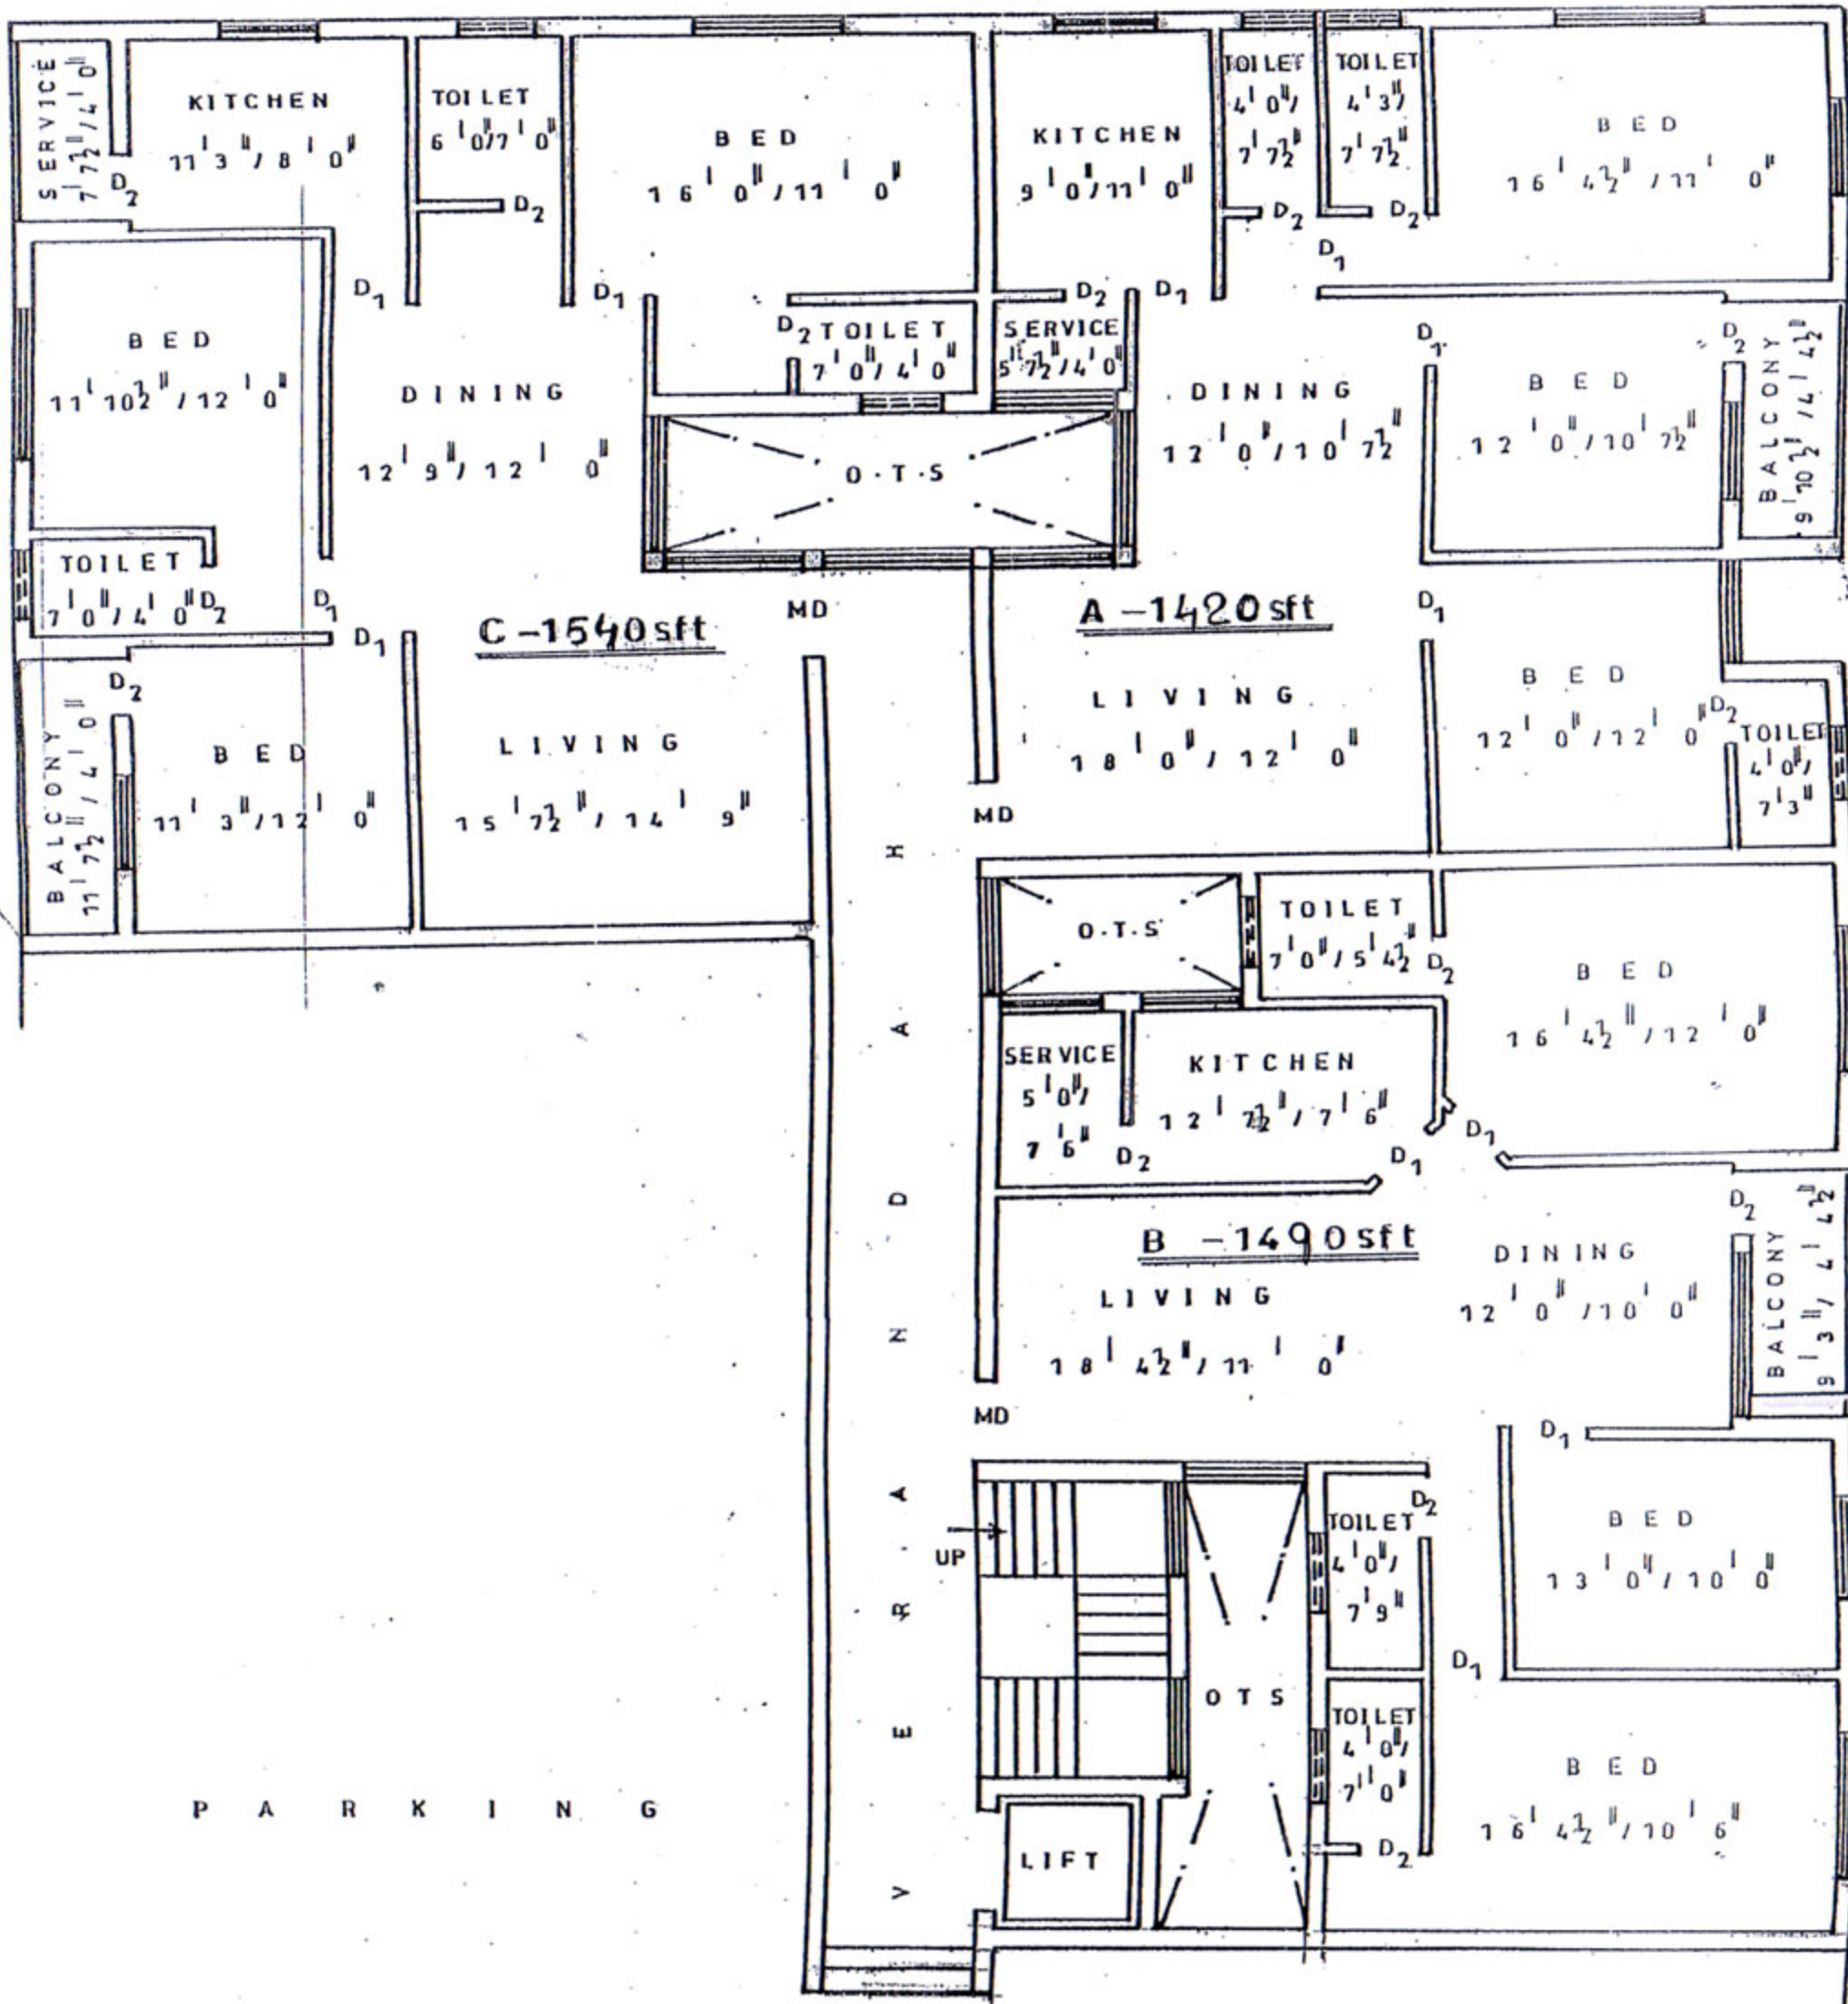 SERVICE
7' 7½" / 4' 0"
D2
KITCHEN
11' 3" / 8' 0"
TOILET
6' 0" / 7' 0"
D2
BED
16' 0" / 11' 0"
KITCHEN
9' 0" / 11' 0"
TOILET
4' 0" /
7' 7½"
D2
TOILET
4' 3" /
7' 7½"
D2
BED
16' 4½" / 11' 0"
D1
D1
D1
D2
D1
BED
11' 10½" / 12' 0"
DINING
12' 9" / 12' 0"
D2 TOILET
7' 0" / 4' 0"
SERVICE
5' 7½" / 4' 0"
DINING
12' 0" / 10' 7½"
D1
BED
12' 0" / 10' 7½"
D2
BALCONY
9' 10½" / 4' 4½"
O.T.S
TOILET
7' 0" / 4' 0" D2
D1
D1
C - 1540 sft
MD
A - 1420 sft
D1
D2
BALCONY
11' 7½" / 4' 0"
BED
11' 3" / 12' 0"
LIVING
15' 7½" / 14' 9"
LIVING
18' 0" / 12' 0"
BED
12' 0" / 12' 0"
D2
TOILET
4' 0" /
7' 3"
MD
VERANDAH
O.T.S
TOILET
7' 0" / 5' 4½"
D2
BED
16' 4½" / 12' 0"
SERVICE
5' 0" /
7' 6"
D2
KITCHEN
12' 7½" / 7' 6"
D1
D1
B - 1490 sft
LIVING
18' 4½" / 11' 0"
DINING
12' 0" / 10' 0"
D2
BALCONY
9' 3" / 4' 4½"
MD
D1
UP
D2
TOILET
4' 0" /
7' 9"
BED
13' 0" / 10' 0"
D1
OTS
TOILET
4' 0" /
7' 0"
D2
BED
16' 4½" / 10' 6"
PARKING
LIFT